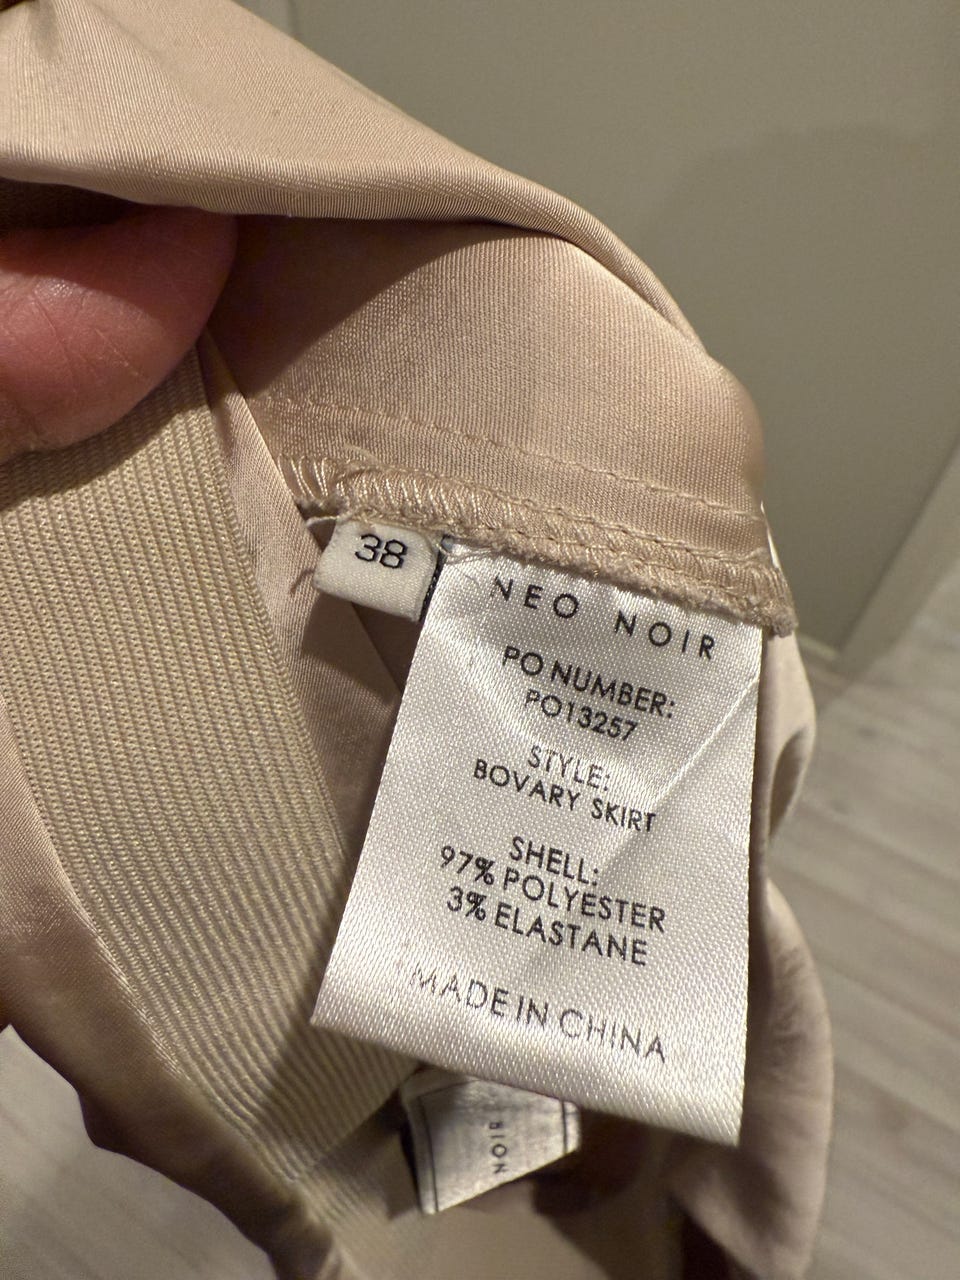 38
NEO NOIR
PO NUMBER:
PO13257
STYLE:
BOVARY SKIRT
SHELL:
97% POLYESTER
3% ELASTANE
MADE IN CHINA
NOIR